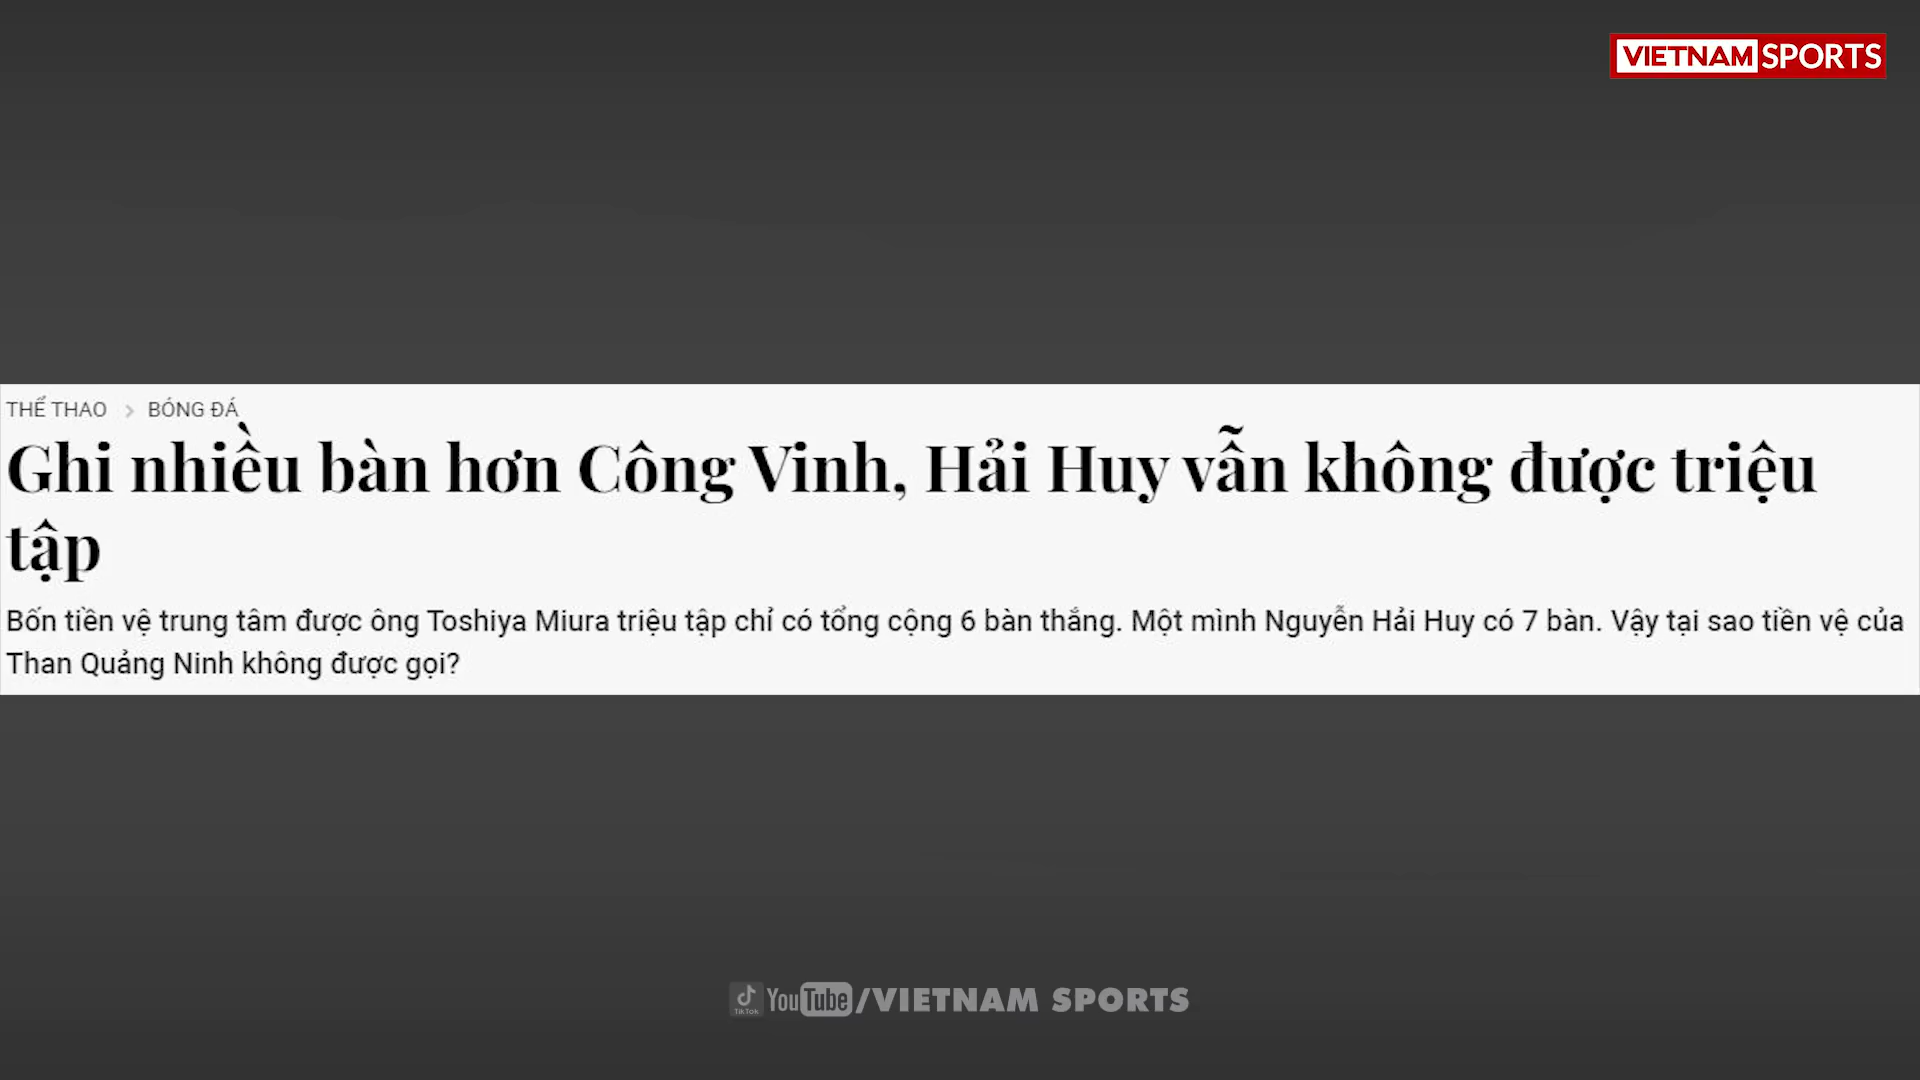 VIETNAM SPORTS
THỂ THAO > BÓNG ĐÁ
Ghi nhiều bàn hơn Công Vinh, Hải Huy vẫn không được triệu
tập
Bốn tiền vệ trung tâm được ông Toshiya Miura triệu tập chỉ có tổng cộng 6 bàn thắng. Một mình Nguyễn Hải Huy có 7 bàn. Vậy tại sao tiền vệ của
Than Quảng Ninh không được gọi?
TikTok YouTube/VIETNAM SPORTS